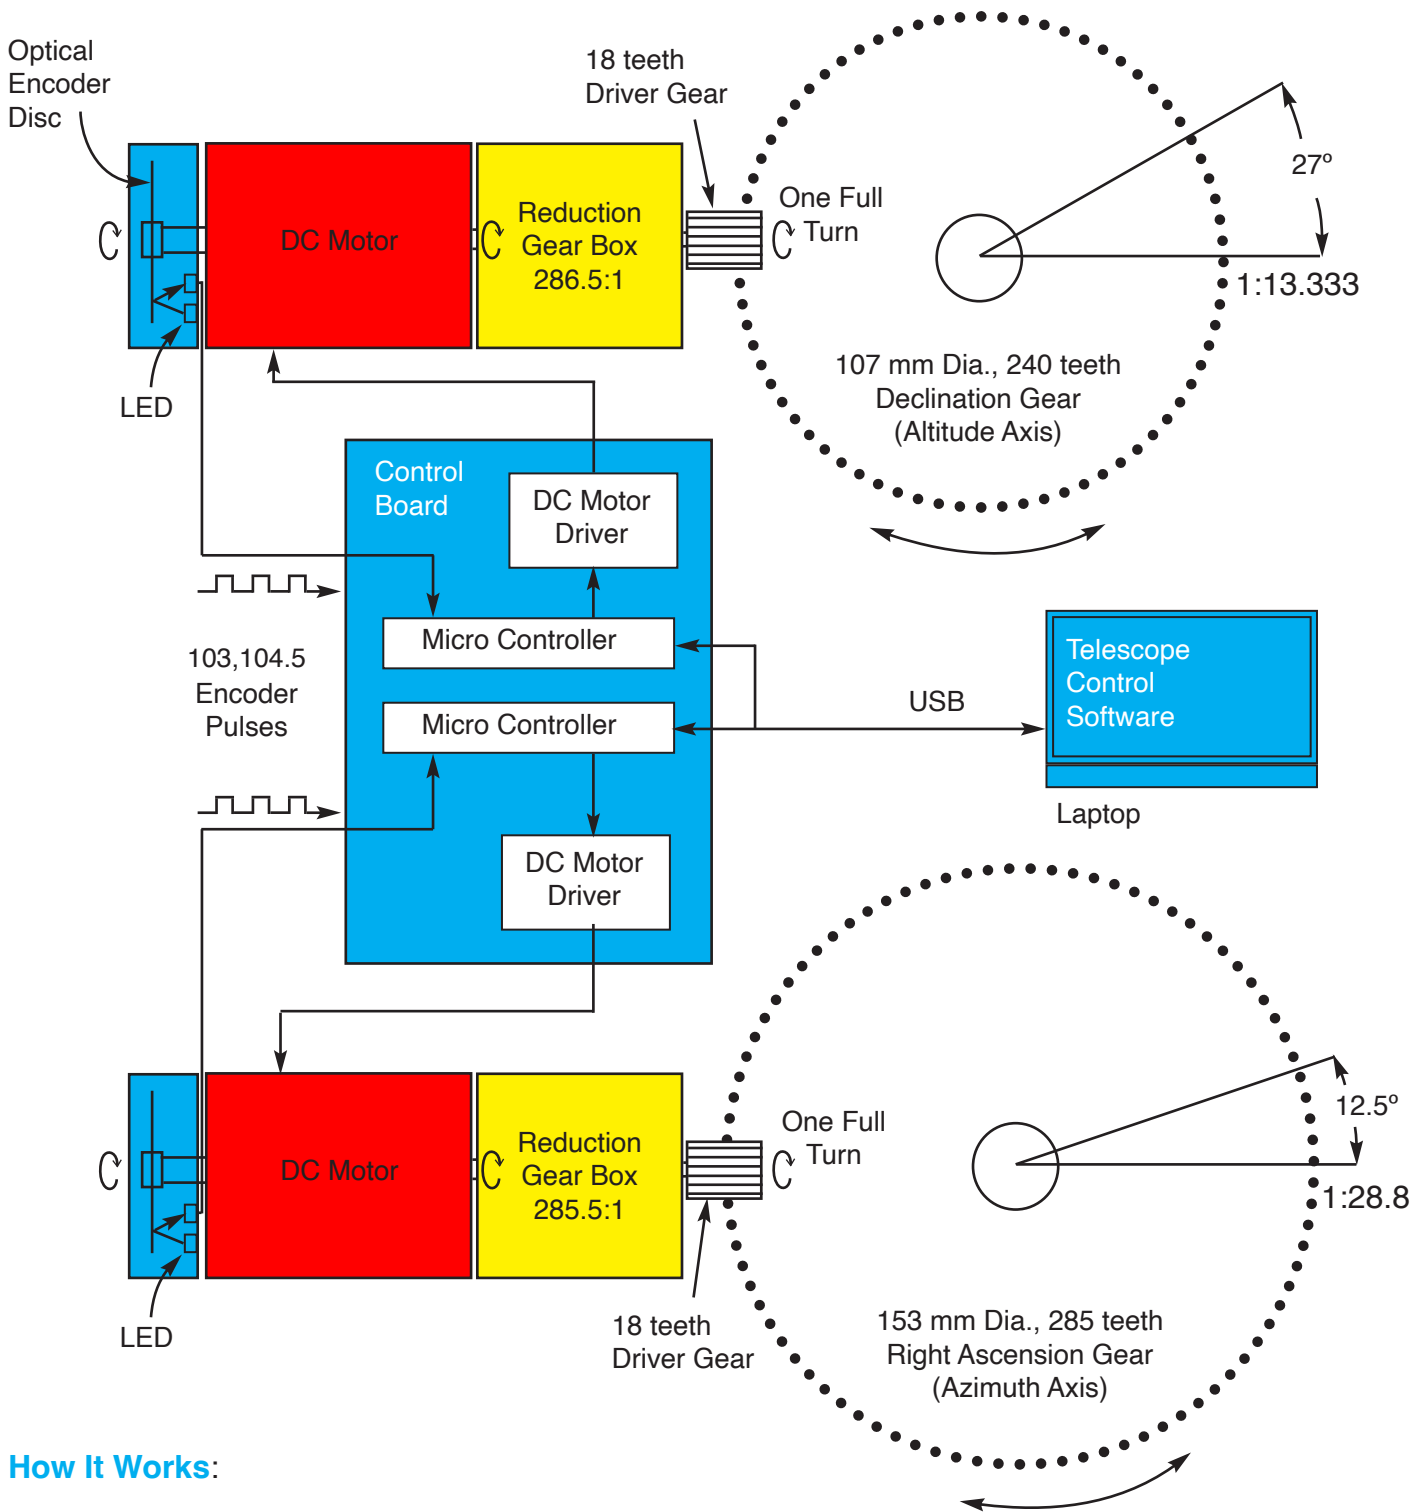 Optical
Encoder
Disc
18 teeth
Driver Gear
27º
One Full
Turn
DC Motor
Reduction
Gear Box
286.5:1
1:13.333
107 mm Dia., 240 teeth
Declination Gear
(Altitude Axis)
LED
Control
Board
DC Motor
Driver
Micro Controller
103,104.5
Encoder
Pulses
Micro Controller
USB
Telescope
Control
Software
Laptop
DC Motor
Driver
12.5º
One Full
Turn
DC Motor
Reduction
Gear Box
285.5:1
1:28.8
LED
18 teeth
Driver Gear
153 mm Dia., 285 teeth
Right Ascension Gear
(Azimuth Axis)
How It Works: